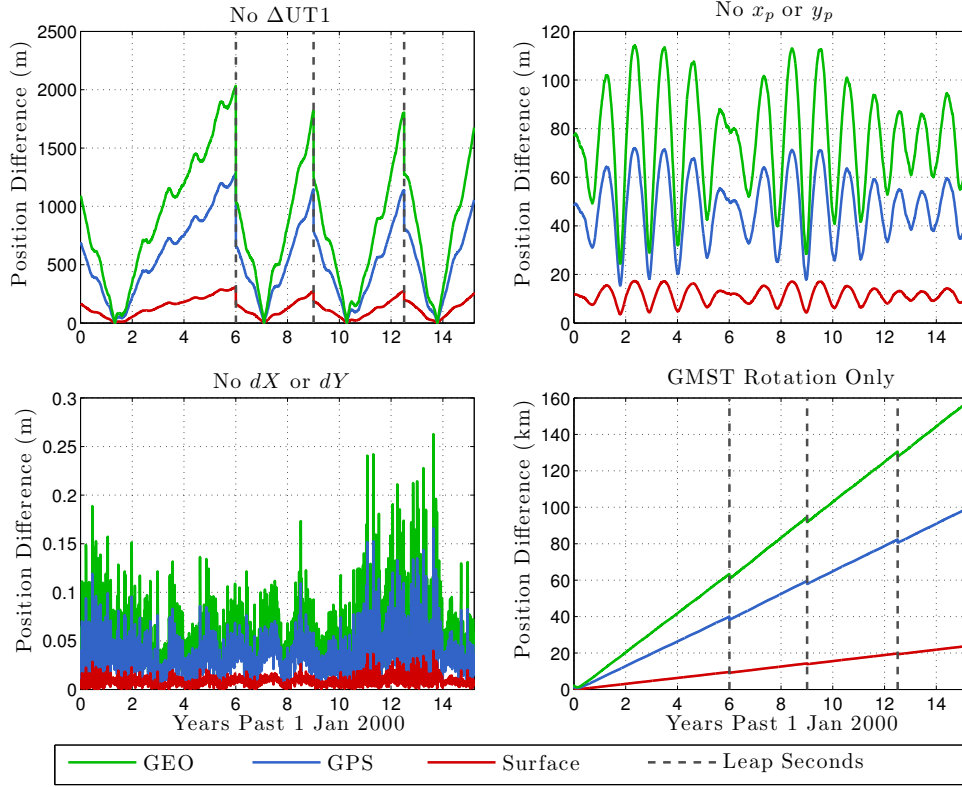 No ΔUT1
Position Difference (m)
2500
2000
1500
1000
500
0
0 2 4 6 8 10 12 14
No x_p or y_p
Position Difference (m)
120
100
80
60
40
20
0
0 2 4 6 8 10 12 14
No dX or dY
Position Difference (m)
0.3
0.25
0.2
0.15
0.1
0.05
0
0 2 4 6 8 10 12 14
Years Past 1 Jan 2000
GMST Rotation Only
Position Difference (km)
160
140
120
100
80
60
40
20
0
0 2 4 6 8 10 12 14
Years Past 1 Jan 2000
GEO GPS Surface Leap Seconds